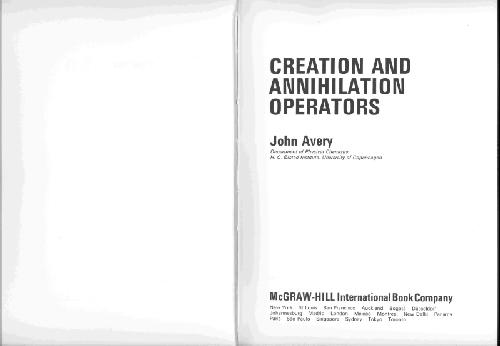 CREATION AND
ANNIHILATION
OPERATORS
John Avery
Department of Physical Chemistry
H. C. Ørsted Institute, University of Copenhagen
McGRAW-HILL International Book Company
New York St Louis San Francisco Auckland Bogotá Düsseldorf
Johannesburg Madrid London Mexico Montreal New Delhi Panama
Paris São Paulo Singapore Sydney Tokyo Toronto